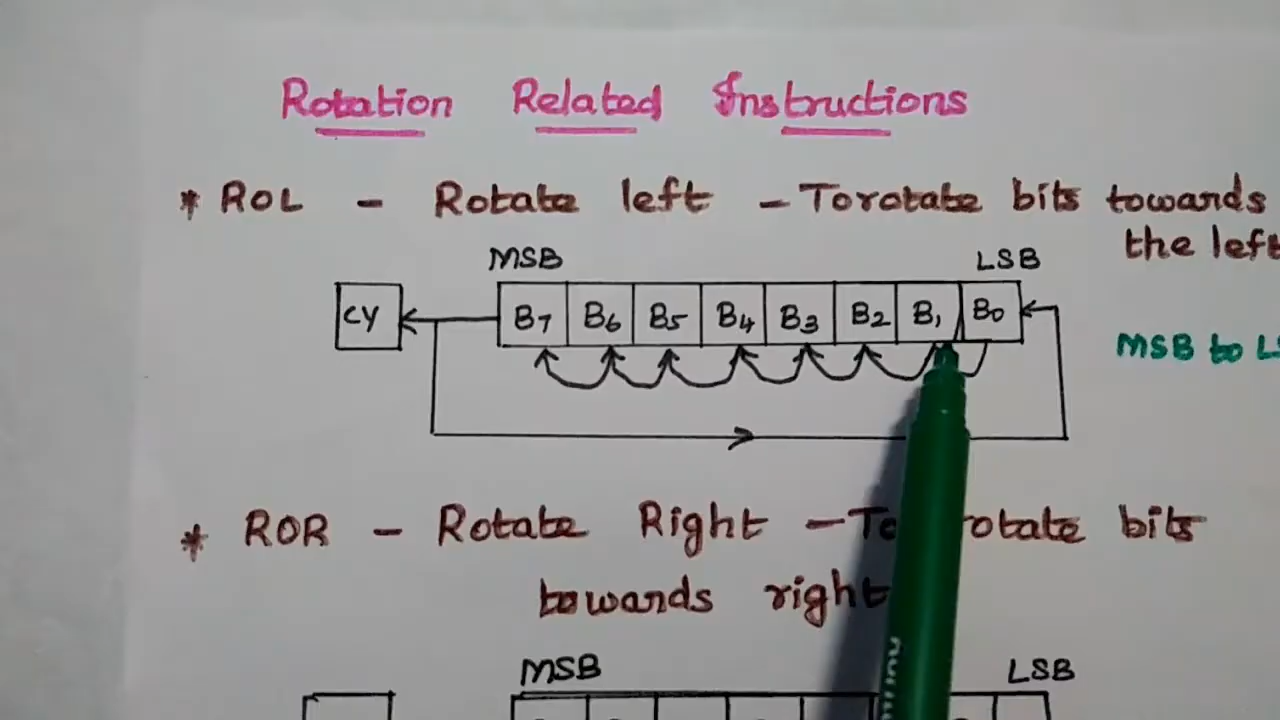 Rotation Related Instructions
* ROL - Rotate left - To rotate bits towards
the left
MSB LSB
CY B7 B6 B5 B4 B3 B2 B1 B0
MSB to
* ROR - Rotate Right - To rotate bits
towards right
MSB LSB